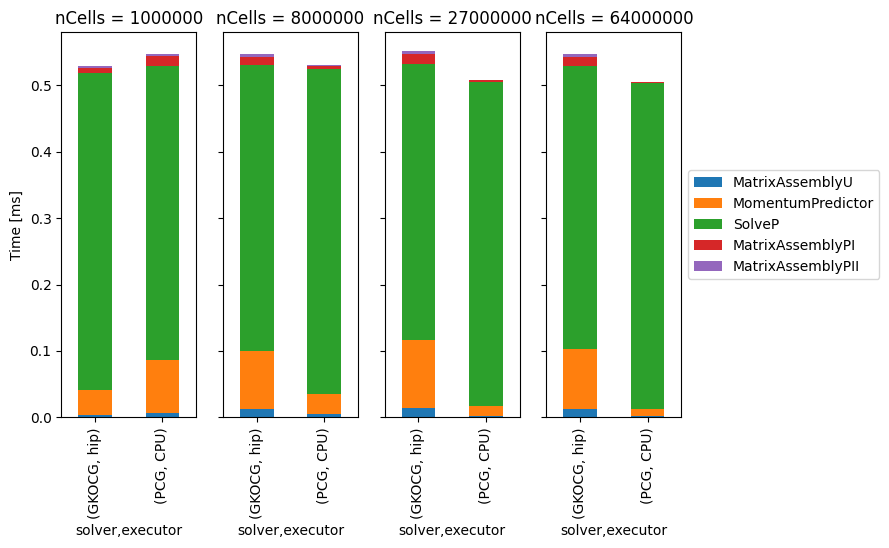 nCells = 1000000
nCells = 8000000
nCells = 27000000
nCells = 64000000
Time [ms]
0.5
0.4
0.3
0.2
0.1
0.0
MatrixAssemblyU
MomentumPredictor
SolveP
MatrixAssemblyPI
MatrixAssemblyPII
(GKOCG, hip)
(PCG, CPU)
(GKOCG, hip)
(PCG, CPU)
(GKOCG, hip)
(PCG, CPU)
(GKOCG, hip)
(PCG, CPU)
solver,executor
solver,executor
solver,executor
solver,executor